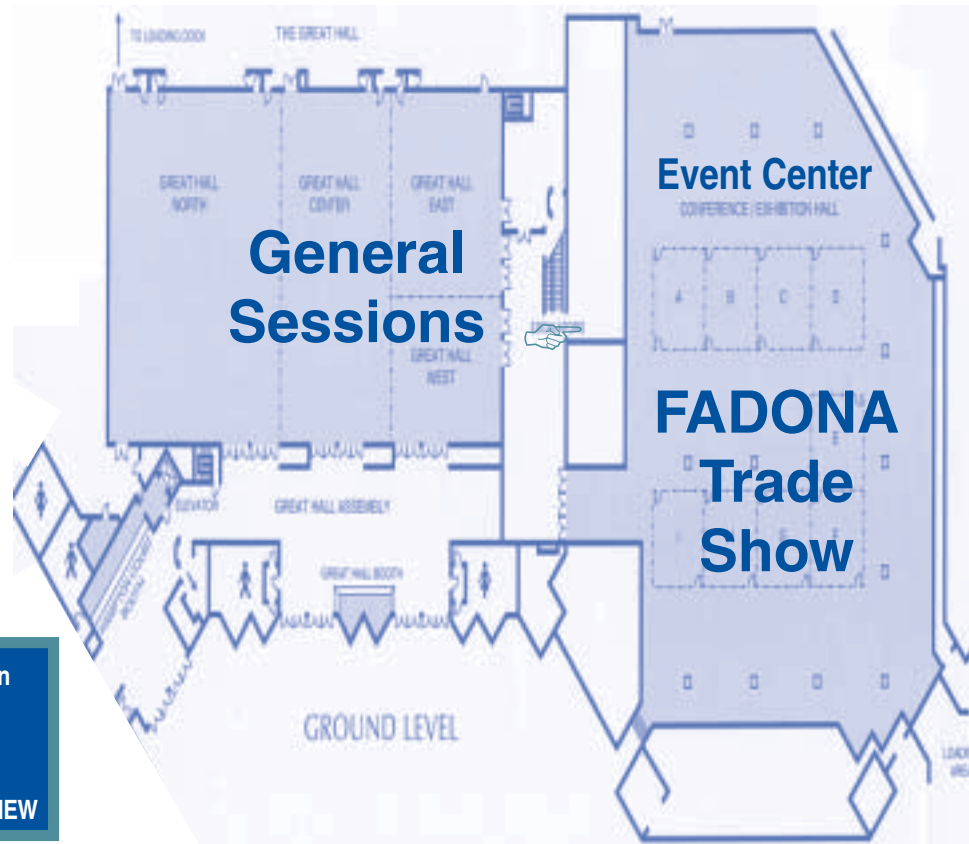 TO LOADING DOCK
THE GREAT HALL
GREAT HALL
NORTH
GREAT HALL
CENTER
GREAT HALL
EAST
General
Sessions
GREAT HALL
WEST
Event Center
CONFERENCE / EXHIBITION HALL
A
B
C
D
FADONA
Trade
Show
E
ELEVATOR
GREAT HALL ASSEMBLY
GREAT HALL BOOTH
GROUND LEVEL
n
IEW